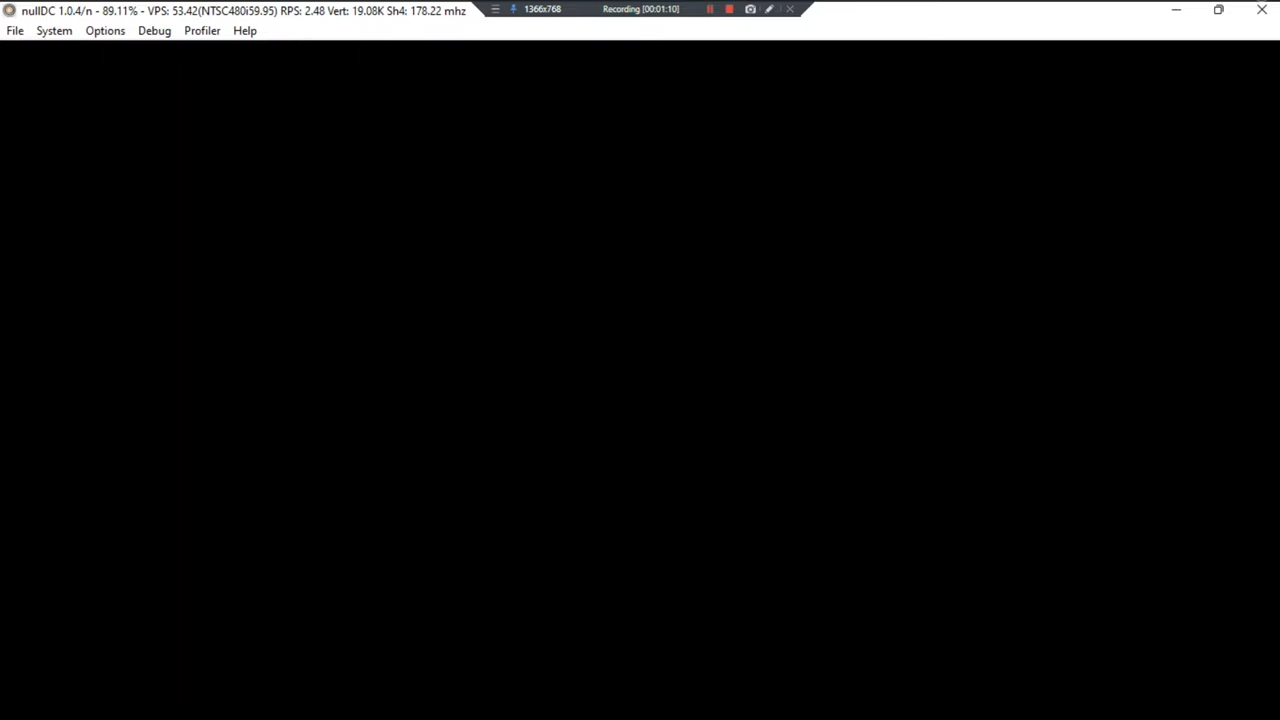 nullDC 1.0.4/n - 89.11% - VPS: 53.42(NTSC480i59.95) RPS: 2.48 Vert: 19.08K Sh4: 178.22 mhz
1366x768
Recording [00:01:10]
File System Options Debug Profiler Help